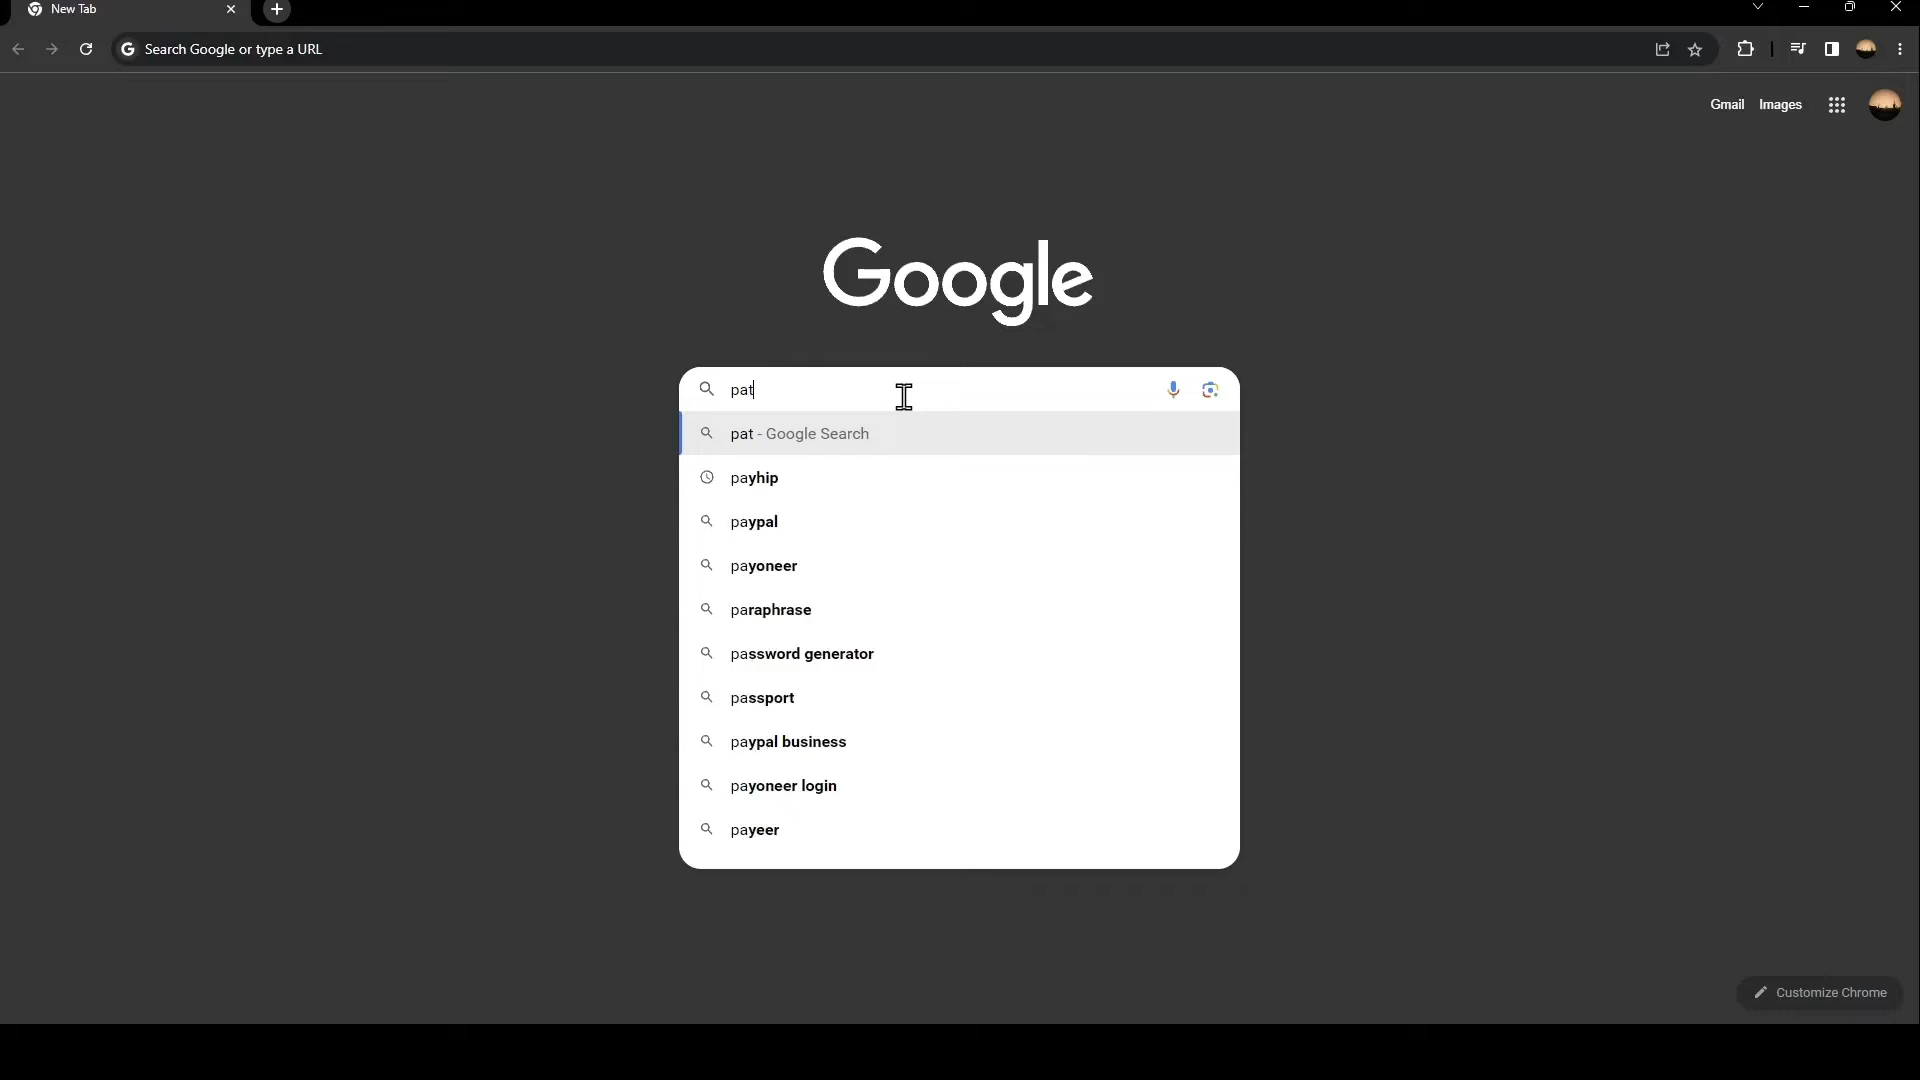 New Tab
Search Google or type a URL
Gmail Images
Google
pat
pat - Google Search
payhip
paypal
payoneer
paraphrase
password generator
passport
paypal business
payoneer login
payeer
Customize Chrome